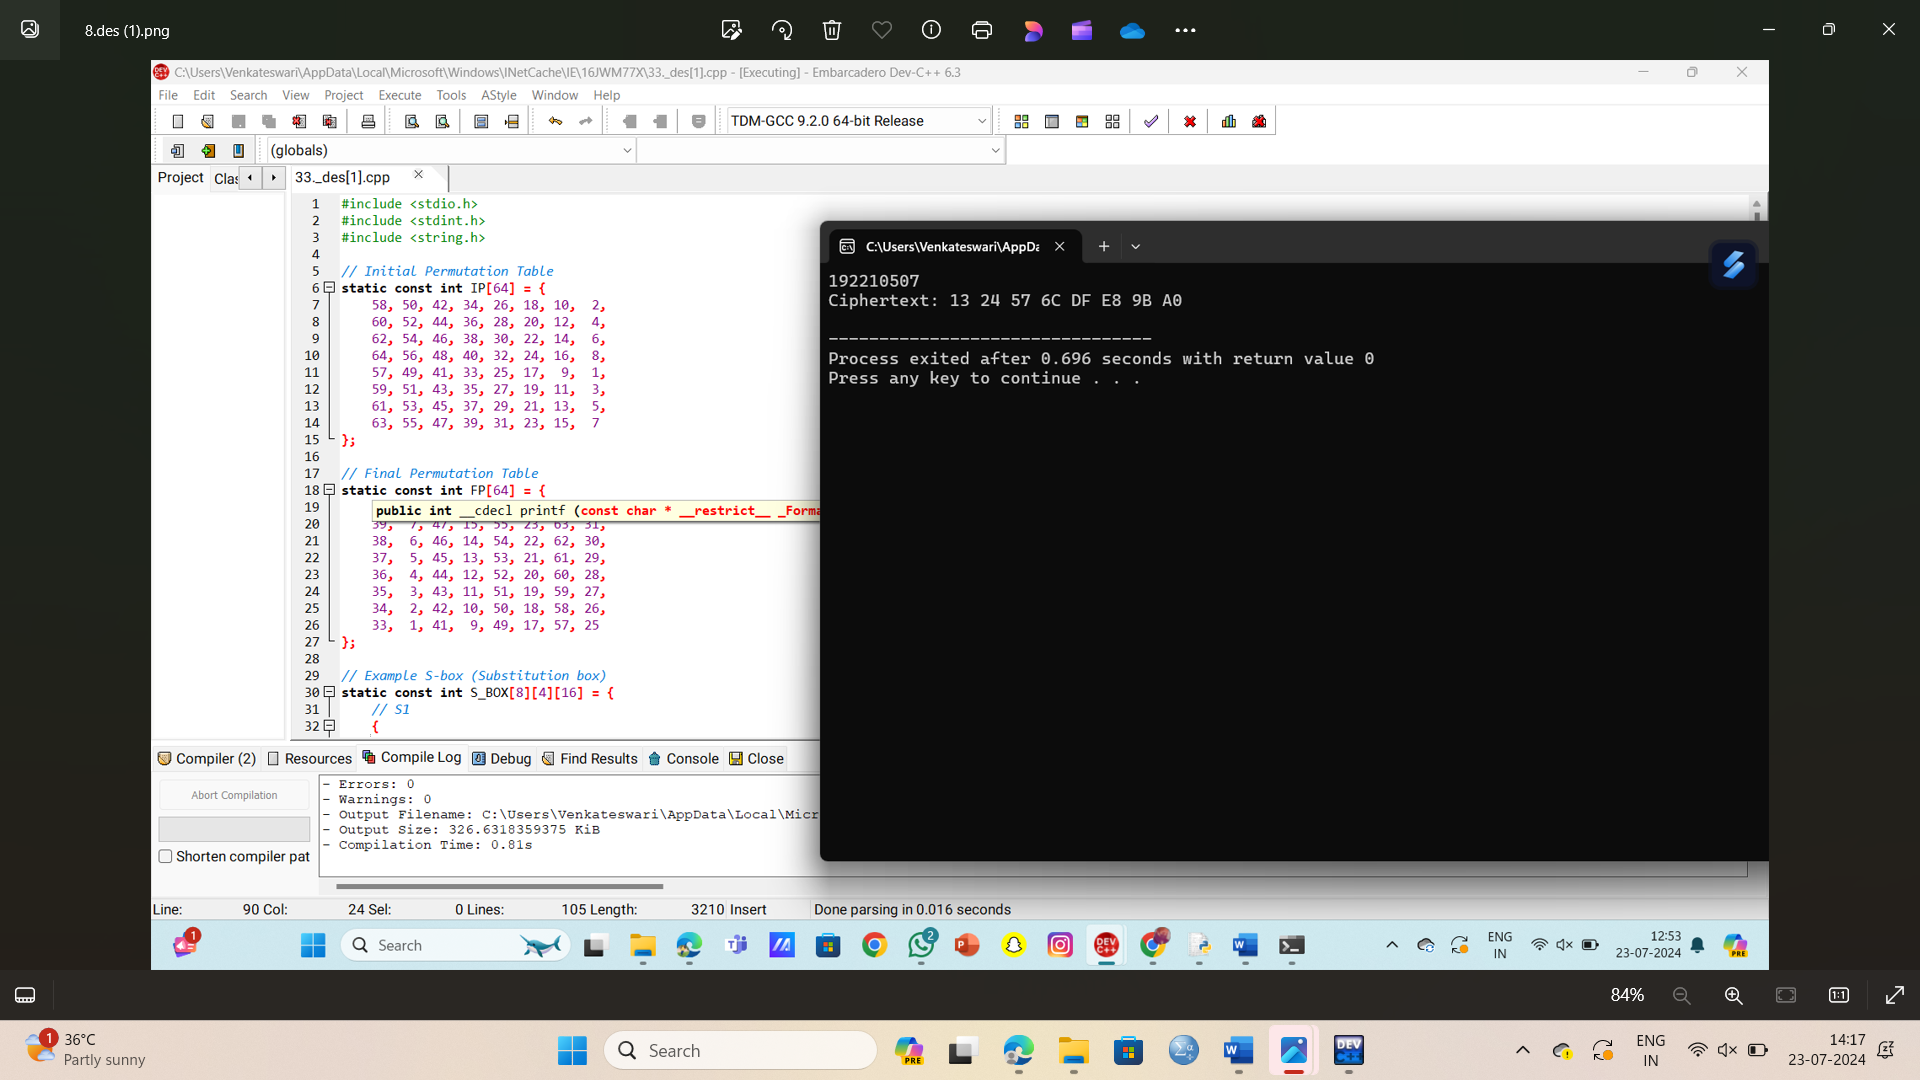 8.des (1).png
C:\Users\Venkateswari\AppData\Local\Microsoft\Windows\INetCache\IE\16JWM77X\33._des[1].cpp - [Executing] - Embarcadero Dev-C++ 6.3
File Edit Search View Project Execute Tools AStyle Window Help
TDM-GCC 9.2.0 64-bit Release
(globals)
Project Clas 33._des[1].cpp
1 #include <stdio.h>
2 #include <stdint.h>
3 #include <string.h>
4
5 // Initial Permutation Table
6 static const int IP[64] = {
7 58, 50, 42, 34, 26, 18, 10, 2,
8 60, 52, 44, 36, 28, 20, 12, 4,
9 62, 54, 46, 38, 30, 22, 14, 6,
10 64, 56, 48, 40, 32, 24, 16, 8,
11 57, 49, 41, 33, 25, 17, 9, 1,
12 59, 51, 43, 35, 27, 19, 11, 3,
13 61, 53, 45, 37, 29, 21, 13, 5,
14 63, 55, 47, 39, 31, 23, 15, 7
15 };
16
17 // Final Permutation Table
18 static const int FP[64] = {
19 public int __cdecl printf (const char * __restrict__ _Forma
20 39, 7, 47, 15, 55, 23, 63, 31,
21 38, 6, 46, 14, 54, 22, 62, 30,
22 37, 5, 45, 13, 53, 21, 61, 29,
23 36, 4, 44, 12, 52, 20, 60, 28,
24 35, 3, 43, 11, 51, 19, 59, 27,
25 34, 2, 42, 10, 50, 18, 58, 26,
26 33, 1, 41, 9, 49, 17, 57, 25
27 };
28
29 // Example S-box (Substitution box)
30 static const int S_BOX[8][4][16] = {
31 // S1
32 {
C:\Users\Venkateswari\AppDa
192210507
Ciphertext: 13 24 57 6C DF E8 9B A0
--------------------------------
Process exited after 0.696 seconds with return value 0
Press any key to continue . . .
Compiler (2) Resources Compile Log Debug Find Results Console Close
Abort Compilation
Shorten compiler pat
- Errors: 0
- Warnings: 0
- Output Filename: C:\Users\Venkateswari\AppData\Local\Micr
- Output Size: 326.6318359375 KiB
- Compilation Time: 0.81s
Line: 90 Col: 24 Sel: 0 Lines: 105 Length: 3210 Insert Done parsing in 0.016 seconds
1 Search 2 DEV C++ PRE
ENG IN
12:53
23-07-2024
84% 1:1
1 36°C
Partly sunny
Search PRE DEV C++
ENG IN
14:17
23-07-2024